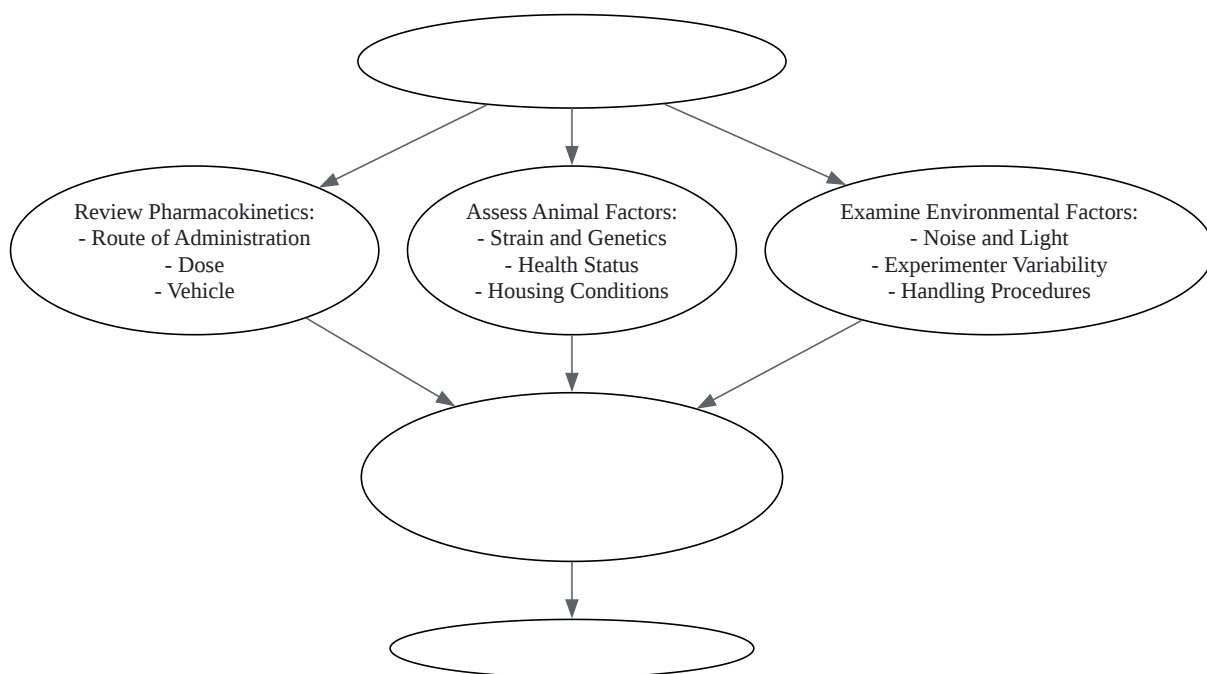 Review Pharmacokinetics:
- Route of Administration
- Dose
- Vehicle
Assess Animal Factors:
- Strain and Genetics
- Health Status
- Housing Conditions
Examine Environmental Factors:
- Noise and Light
- Experimenter Variability
- Handling Procedures